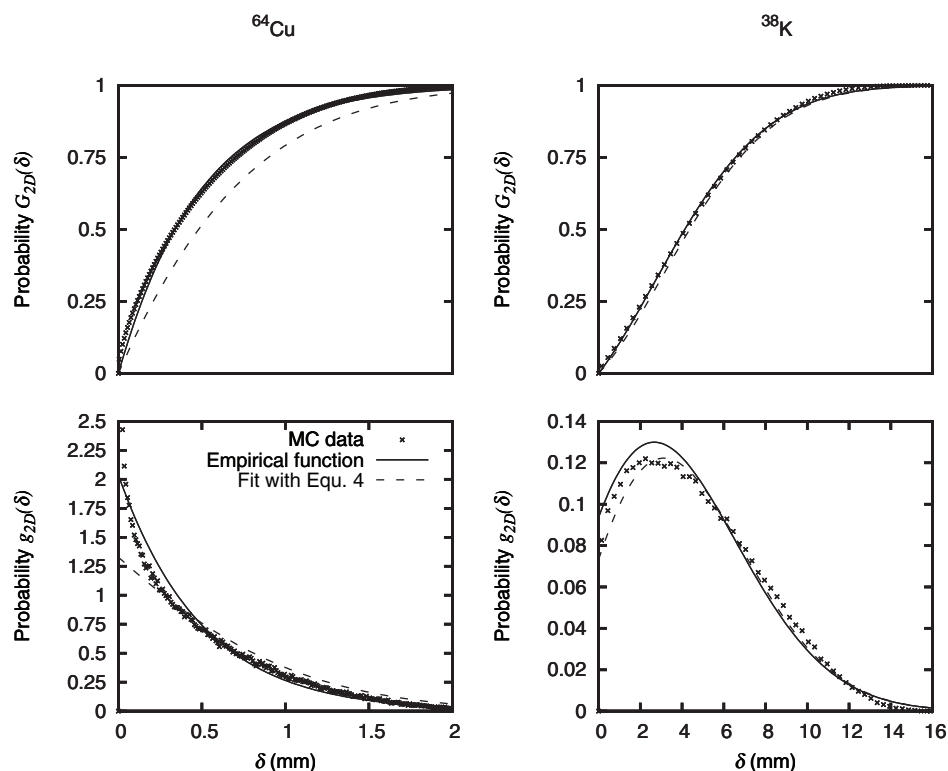 ⁶⁴Cu
³⁸K
Probability G₂D(δ)
1
0.75
0.5
0.25
0
Probability G₂D(δ)
1
0.75
0.5
0.25
0
Probability g₂D(δ)
2.5
2.25
2
1.75
1.5
1.25
1
0.75
0.5
0.25
0
MC data
Empirical function
Fit with Equ. 4
0 0.5 1 1.5 2
δ (mm)
Probability g₂D(δ)
0.14
0.12
0.1
0.08
0.06
0.04
0.02
0
0 2 4 6 8 10 12 14 16
δ (mm)